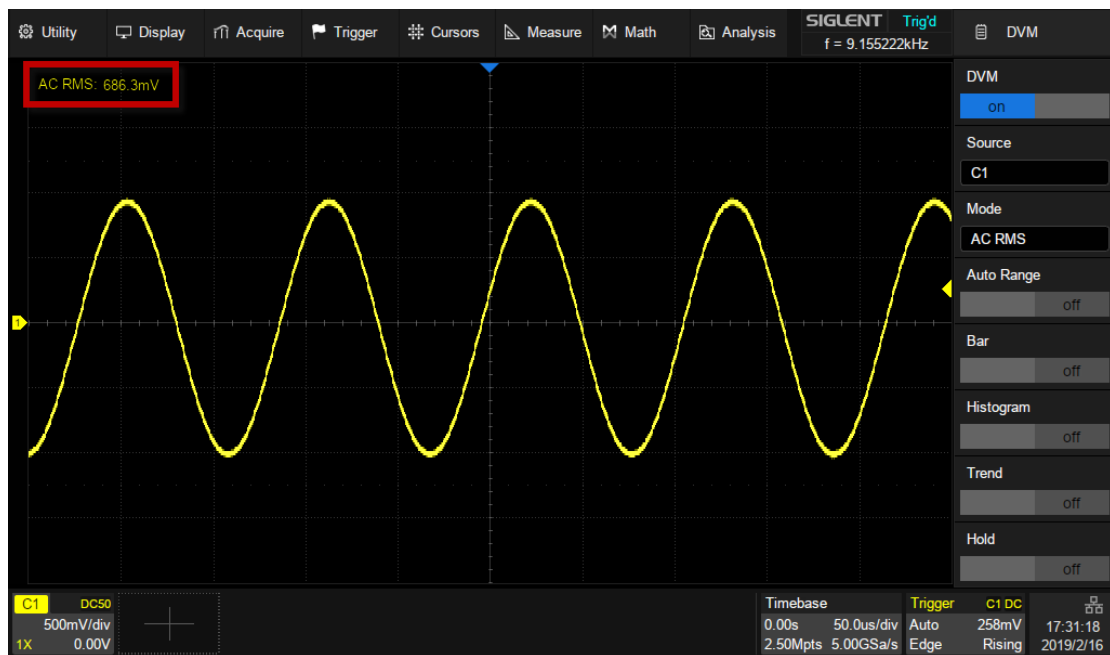 Utility Display Acquire Trigger Cursors Measure Math Analysis SIGLENT Trig'd DVM
f = 9.155222kHz
AC RMS: 686.3mV
DVM
on
Source
C1
Mode
AC RMS
Auto Range
off
Bar
off
Histogram
off
Trend
off
Hold
off
1
C1 DC50
500mV/div
1X 0.00V
Timebase
0.00s 50.0us/div
2.50Mpts 5.00GSa/s
Trigger C1 DC
Auto 258mV
Edge Rising
17:31:18
2019/2/16